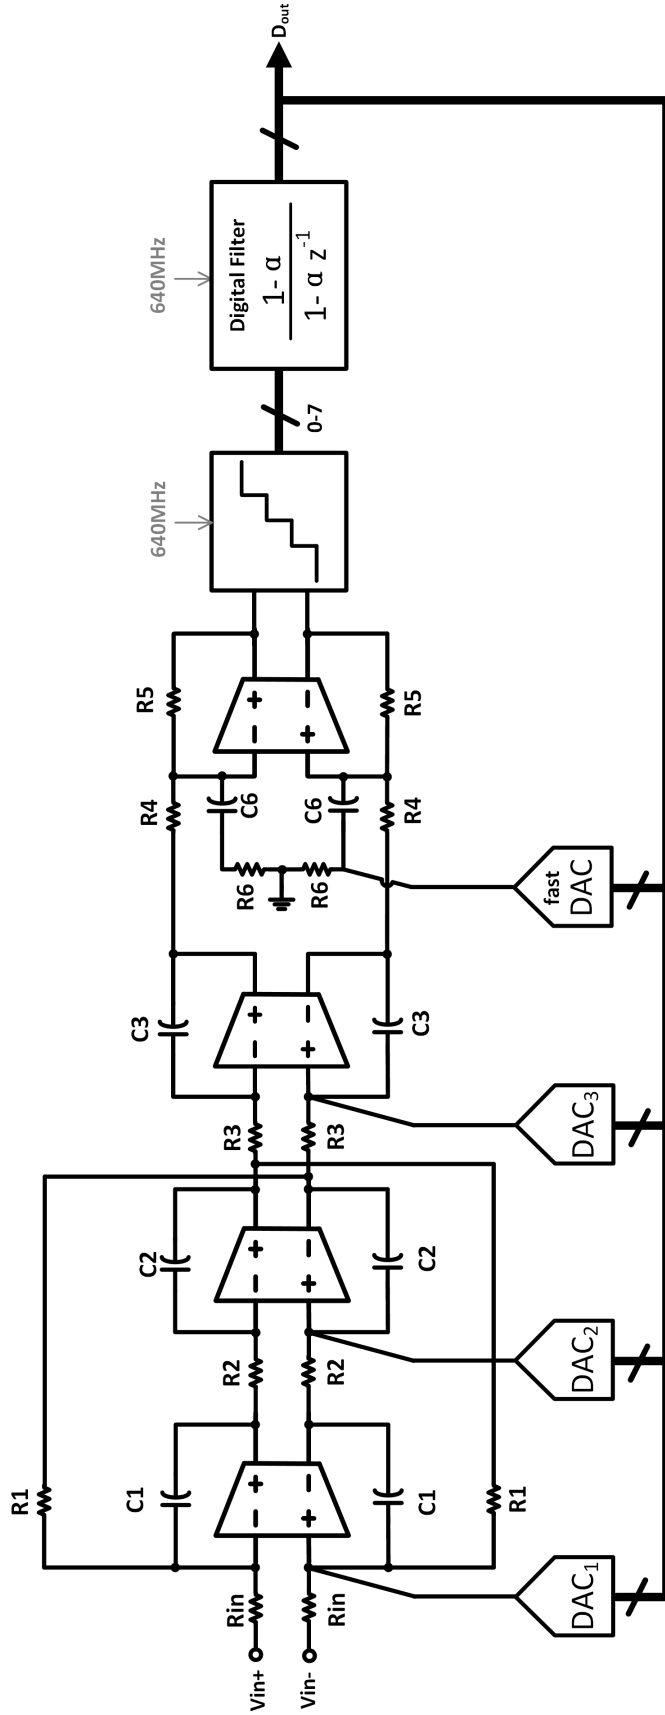 Vin+
Vin-
Rin
Rin
R1
R1
C1
C1
R2
R2
C2
C2
R3
R3
C3
C3
R4
R4
R6
R6
C6
C6
R5
R5
640MHz
0-7
640MHz
Digital Filter
1- α
1- α z-1
Dout
DAC1
DAC2
DAC3
fast
DAC
+
−
−
+
+
−
−
+
+
−
−
+
+
−
−
+